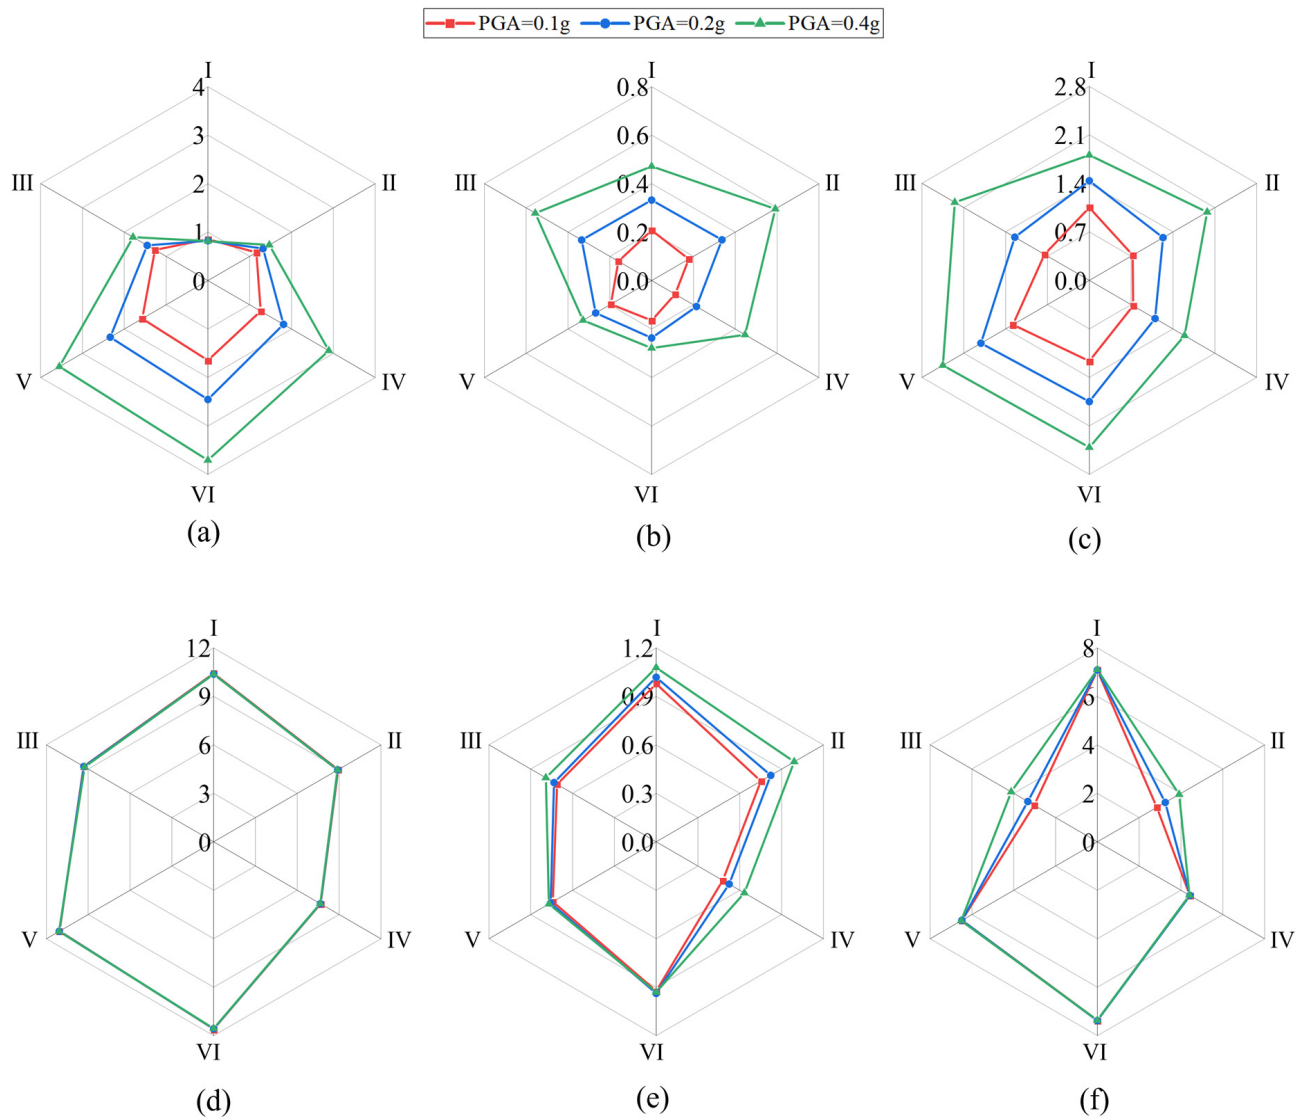 PGA=0.1g PGA=0.2g PGA=0.4g
I I I
4 0.8 2.8
3 0.6 2.1
III 2 II III 0.4 II III 1.4 II
1 0.2 0.7
0 0.0 0.0
V IV V IV V IV
VI VI VI
(a) (b) (c)
I I I
12 1.2 8
9 0.9 6
III 6 II III 0.6 II III 4 II
3 0.3 2
0 0.0 0
V IV V IV V IV
VI VI VI
(d) (e) (f)